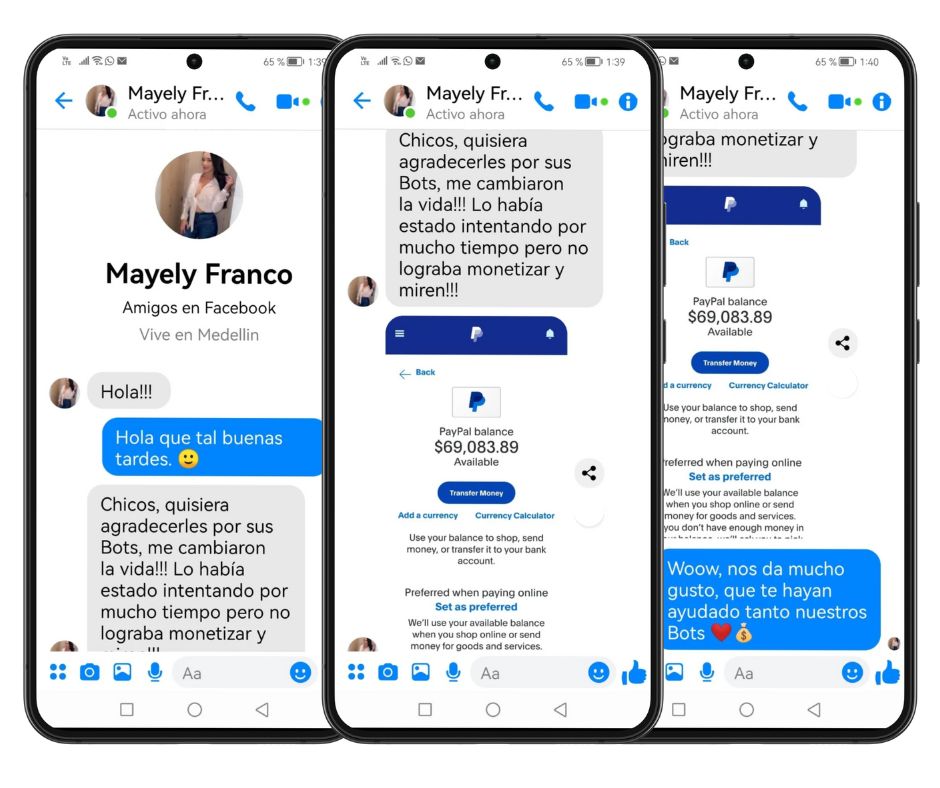 Vo
LTE
65 %
1:39
Mayely Fr...
Activo ahora
Mayely Franco
Amigos en Facebook
Vive en Medellin
Hola!!!
Hola que tal buenas
tardes. 🙂
Chicos, quisiera
agradecerles por sus
Bots, me cambiaron
la vida!!! Lo había
estado intentando por
mucho tiempo pero no
lograba monetizar y
miren!!!
Aa
Vo
LTE
65 %
1:39
Mayely Fr...
Activo ahora
Chicos, quisiera
agradecerles por sus
Bots, me cambiaron
la vida!!! Lo había
estado intentando por
mucho tiempo pero no
lograba monetizar y
miren!!!
Back
PayPal balance
$69,083.89
Available
Transfer Money
Add a currency Currency Calculator
Use your balance to shop, send
money, or transfer it to your bank
account.
Preferred when paying online
Set as preferred
We'll use your available balance
when you shop online or send
money for goods and services.
Aa
65 %
1:40
Mayely Fr...
Activo ahora
ograba monetizar y
miren!!!
Back
PayPal balance
$69,083.89
Available
Transfer Money
d a currency Currency Calculator
Use your balance to shop, send
money, or transfer it to your bank
account.
Preferred when paying online
Set as preferred
We'll use your available balance
when you shop online or send
money for goods and services.
you don't have enough money in
Woow, nos da mucho
gusto, que te hayan
ayudado tanto nuestros
Bots ❤️💰
Aa